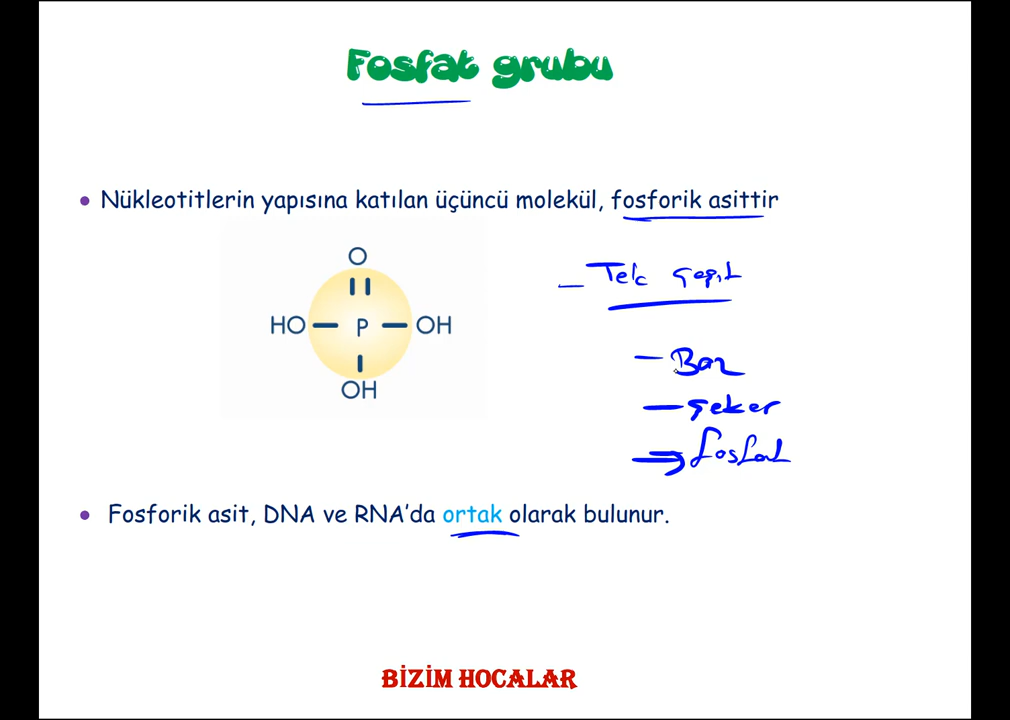 Fosfat grubu
• Nükleotitlerin yapısına katılan üçüncü molekül, fosforik asittir
O
HO P OH
OH
– Tek çeşit
– Baz
– Şeker
⇒ fosfat
• Fosforik asit, DNA ve RNA’da ortak olarak bulunur.
BİZİM HOCALAR